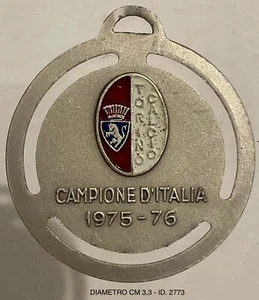 TORINO
CALCIO
CAMPIONE D'ITALIA
1975-76
DIAMETRO CM 3,3 - ID. 2773